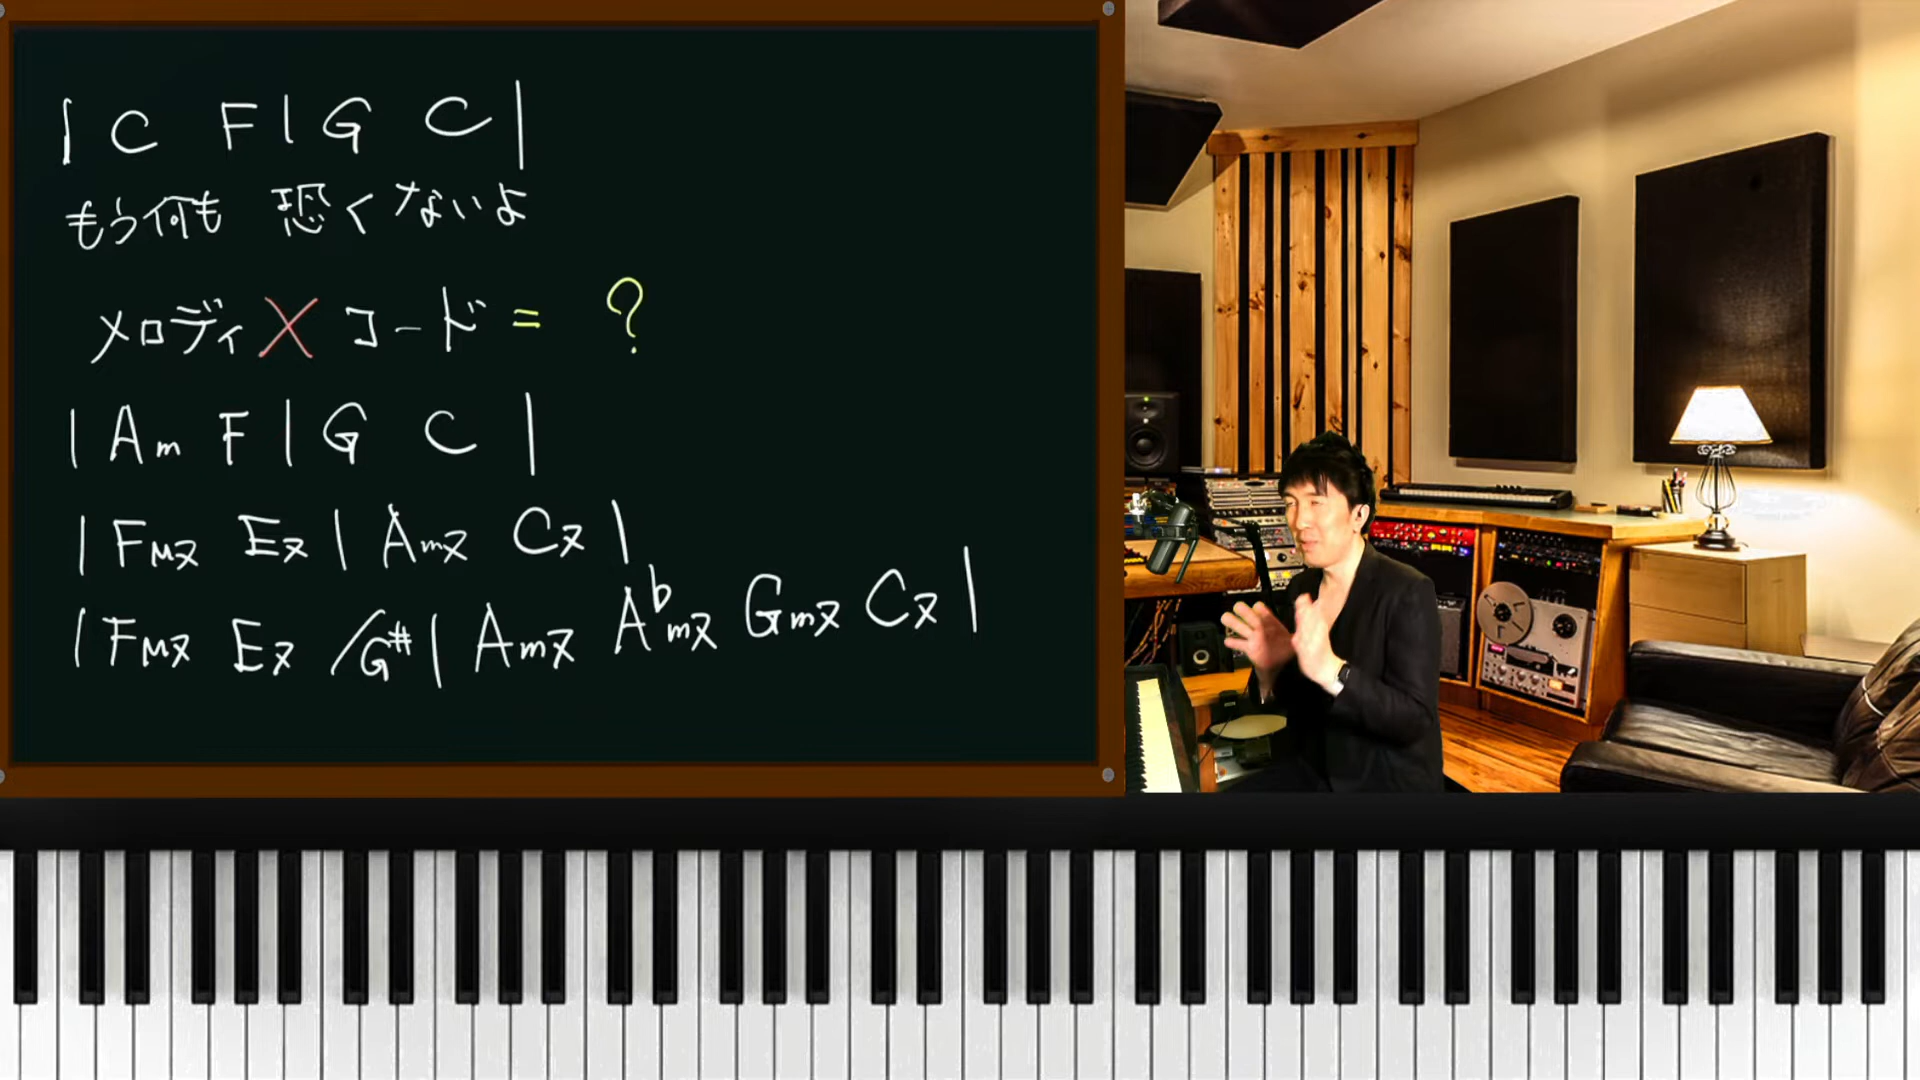 | C F | G C |
もう何も 恐くないよ
メロディ X コード = ?
| Am F | G C |
| FM7 E7 | Am7 C7 |
| FM7 E7 /G# | Am7 A♭m7 Gm7 C7 |